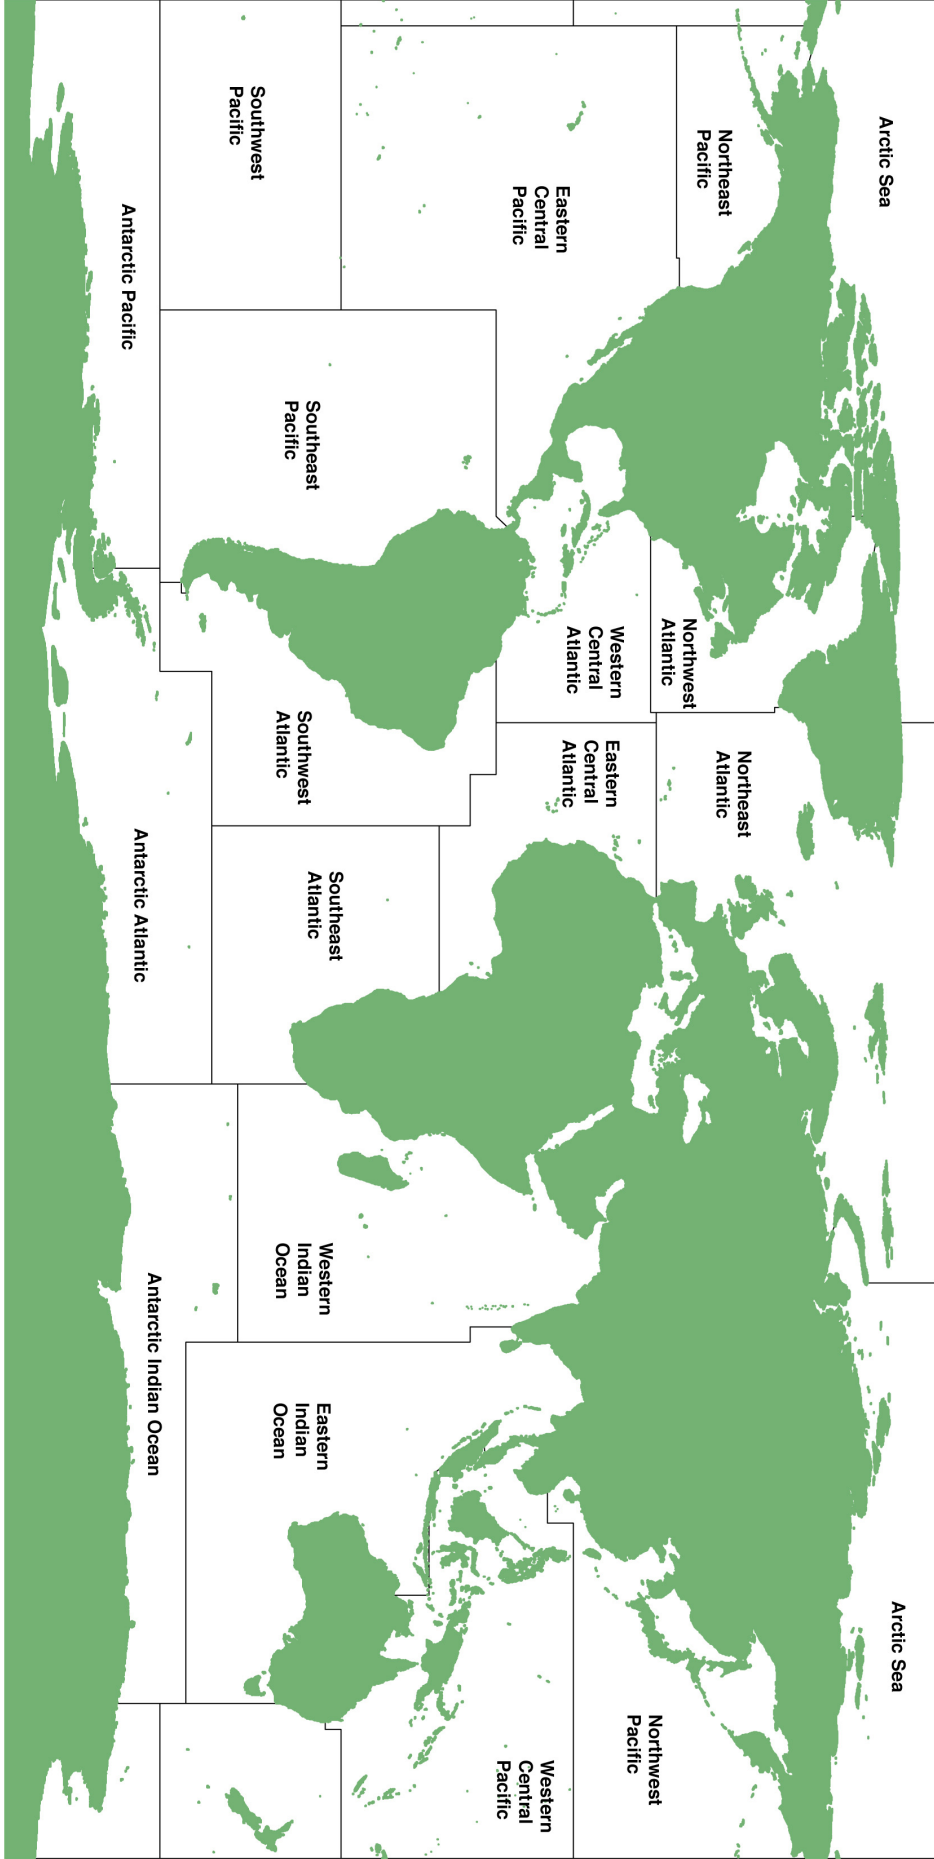 Arctic Sea
Arctic Sea
Northeast
Pacific
Northwest
Atlantic
Northeast
Atlantic
Northwest
Pacific
Eastern
Central
Pacific
Western
Central
Atlantic
Eastern
Central
Atlantic
Western
Central
Pacific
Southwest
Pacific
Southeast
Pacific
Southwest
Atlantic
Southeast
Atlantic
Western
Indian
Ocean
Eastern
Indian
Ocean
Antarctic Pacific
Antarctic Atlantic
Antarctic Indian Ocean